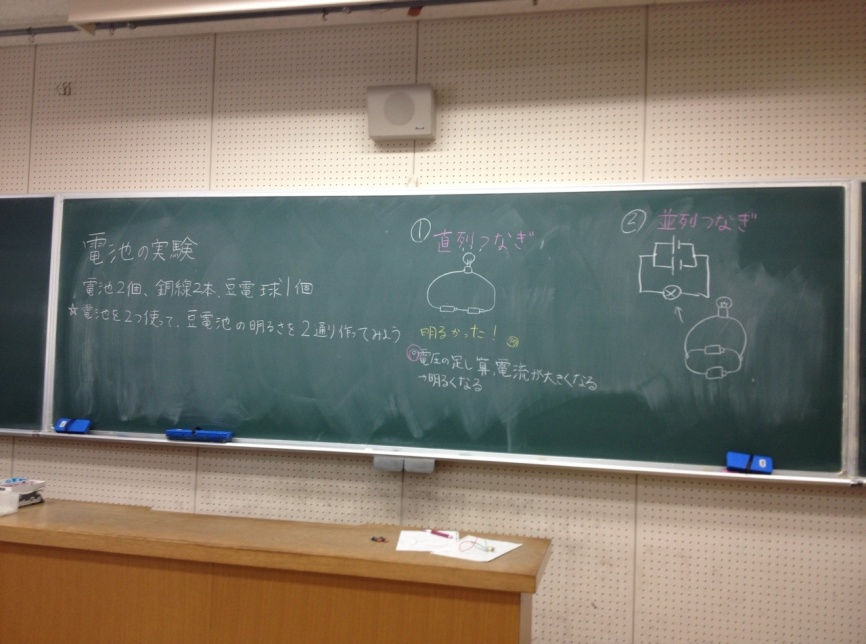 電池の実験
電池2個、銅線2本、豆電球1個
☆電池を2つ使って、豆電池の明るさを2通り作ってみよう
① 直列つなぎ
明るかった!
電圧の足し算、電流が大きくなる
→明るくなる
② 並列つなぎ